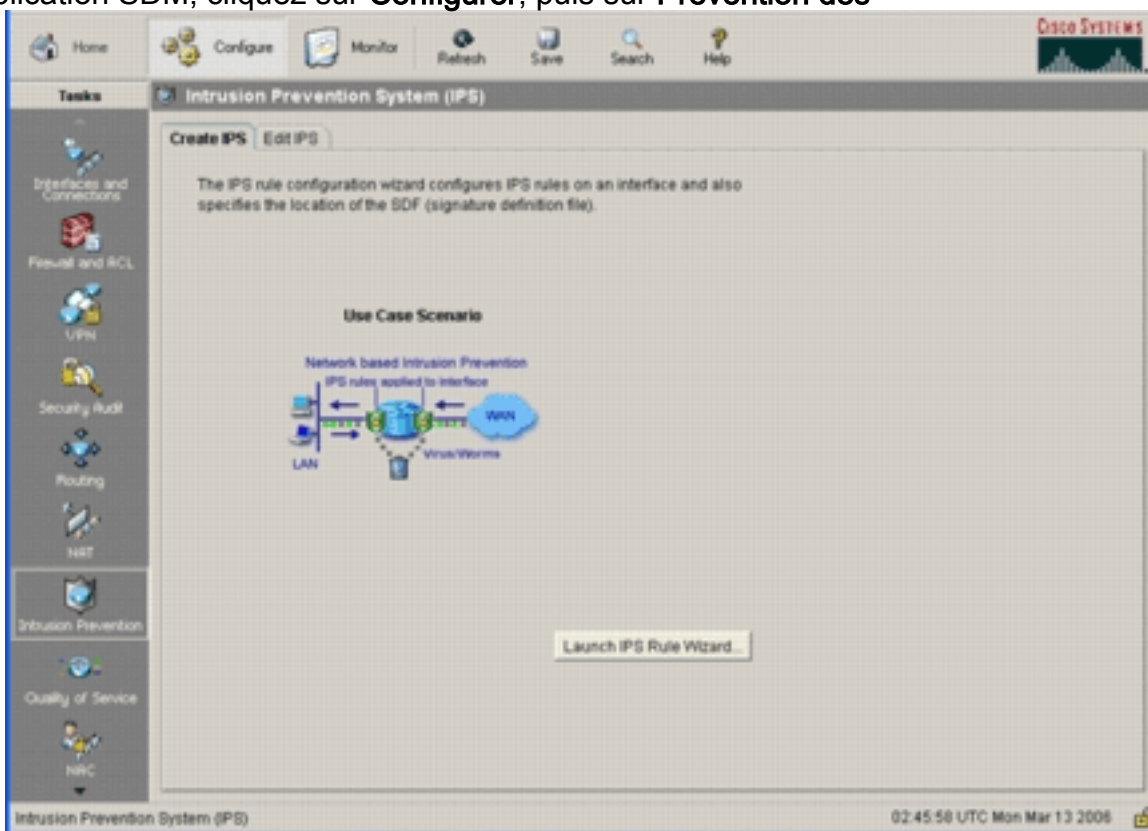 plication SDM, cliquez sur Configurer, puis sur Prévention des
Home
Configure
Monitor
Refresh
Save
Search
Help
CISCO SYSTEMS
Tasks
Intrusion Prevention System (IPS)
Create IPS
Edit IPS
The IPS rule configuration wizard configures IPS rules on an interface and also
specifies the location of the SDF (signature definition file).
Use Case Scenario
Network based Intrusion Prevention
IPS rules applied to interface
WAN
LAN
Virus/Worms
Launch IPS Rule Wizard...
Interfaces and
Connections
Firewall and ACL
VPN
Security Audit
Routing
NAT
Intrusion Prevention
Quality of Service
NAC
Intrusion Prevention System (IPS)
02:45:58 UTC Mon Mar 13 2006